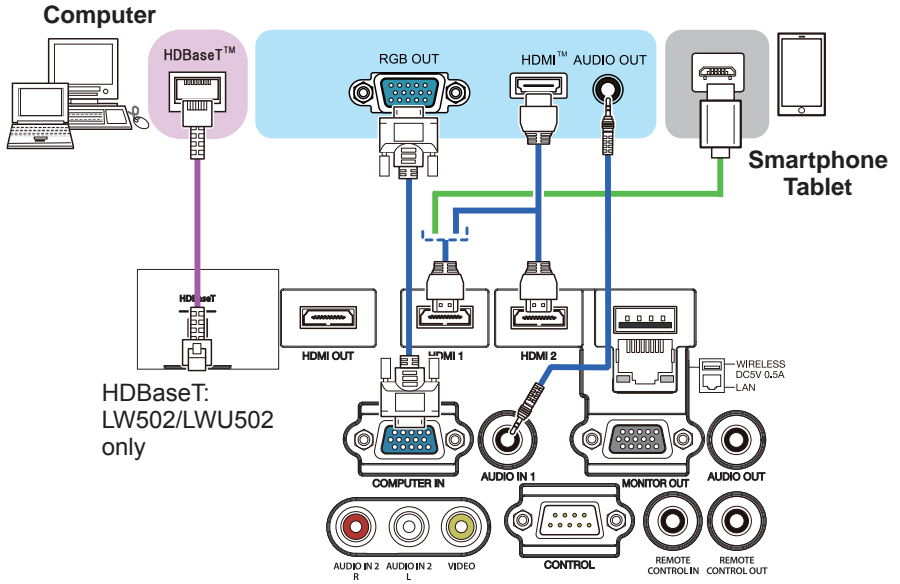 Computer
HDBaseT™
RGB OUT
HDMI™
AUDIO OUT
Smartphone
Tablet
HDBaseT
HDMI OUT
HDMI 1
HDMI 2
WIRELESS
DC5V 0.5A
LAN
HDBaseT:
LW502/LWU502
only
COMPUTER IN
AUDIO IN 1
MONITOR OUT
AUDIO OUT
AUDIO IN 2
R
AUDIO IN 2
L
VIDEO
CONTROL
REMOTE
CONTROL IN
REMOTE
CONTROL OUT